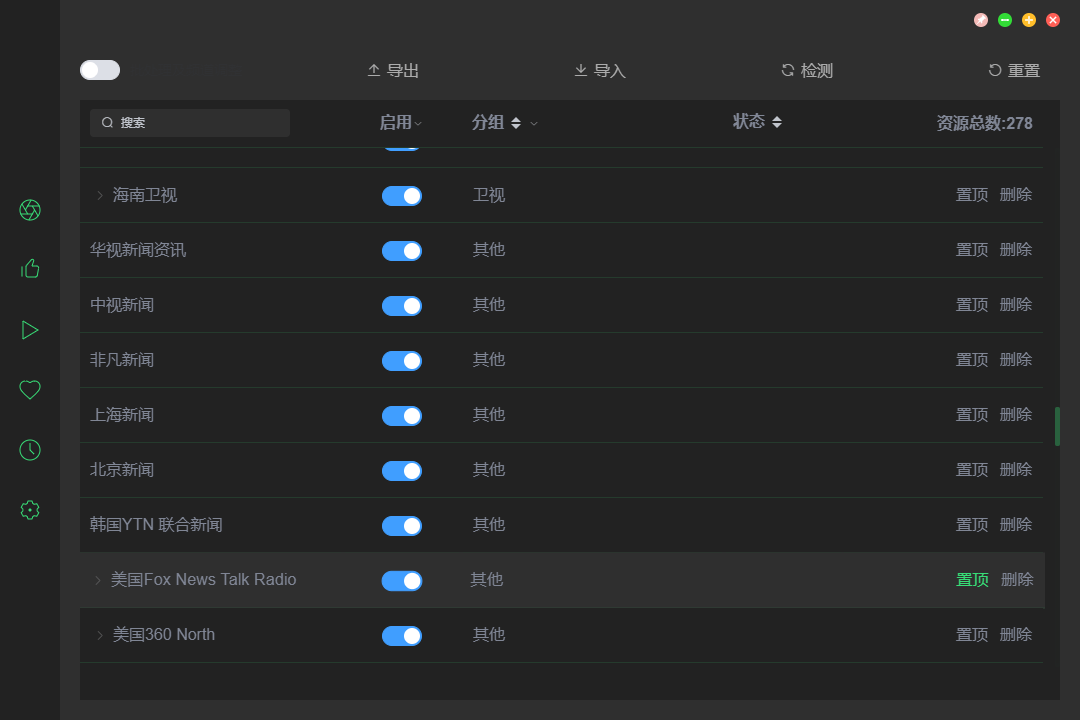 导出 导入 检测 重置
搜索 启用 分组 状态 资源总数:278
海南卫视 卫视 置顶 删除
华视新闻资讯 其他 置顶 删除
中视新闻 其他 置顶 删除
非凡新闻 其他 置顶 删除
上海新闻 其他 置顶 删除
北京新闻 其他 置顶 删除
韩国YTN 联合新闻 其他 置顶 删除
美国Fox News Talk Radio 其他 置顶 删除
美国360 North 其他 置顶 删除